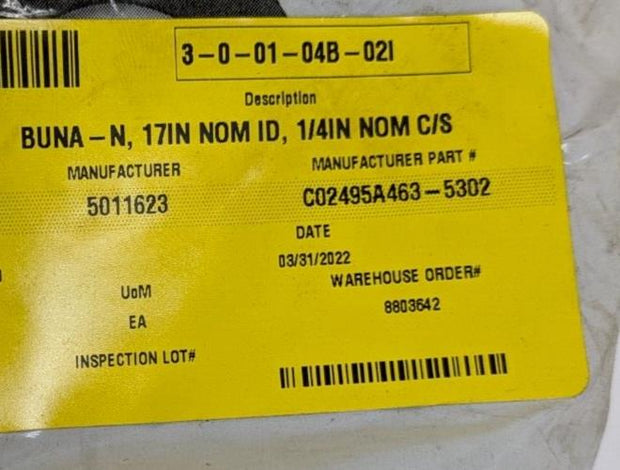 3-0-01-04B-02I
Description
BUNA-N, 17IN NOM ID, 1/4IN NOM C/S
MANUFACTURER
MANUFACTURER PART #
5011623
C02495A463-5302
DATE
03/31/2022
WAREHOUSE ORDER#
UoM
8803642
EA
INSPECTION LOT#